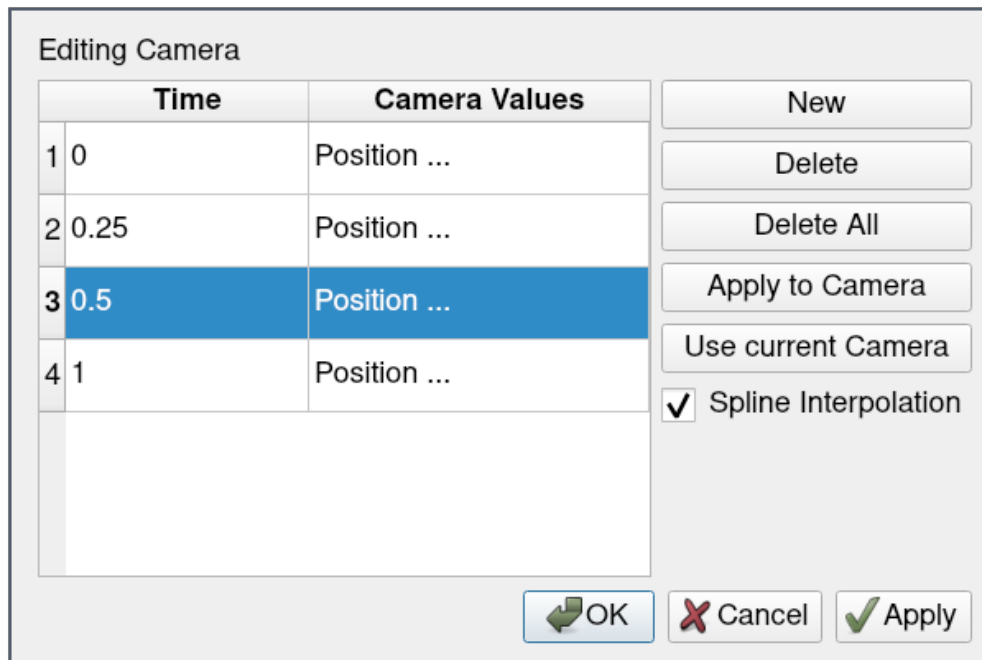 Editing Camera
Time Camera Values
1 0 Position ...
2 0.25 Position ...
3 0.5 Position ...
4 1 Position ...
New
Delete
Delete All
Apply to Camera
Use current Camera
Spline Interpolation
OK Cancel Apply